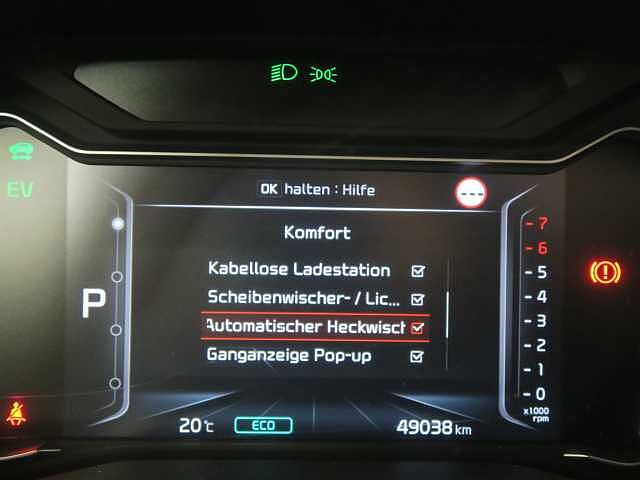 OK halten : Hilfe
---
EV
Komfort
Kabellose Ladestation
Scheibenwischer- / Lic...
Automatischer Heckwisch
Ganganzeige Pop-up
P
7
6
5
4
3
2
1
0
x1000
rpm
20°c
ECO
49038 km